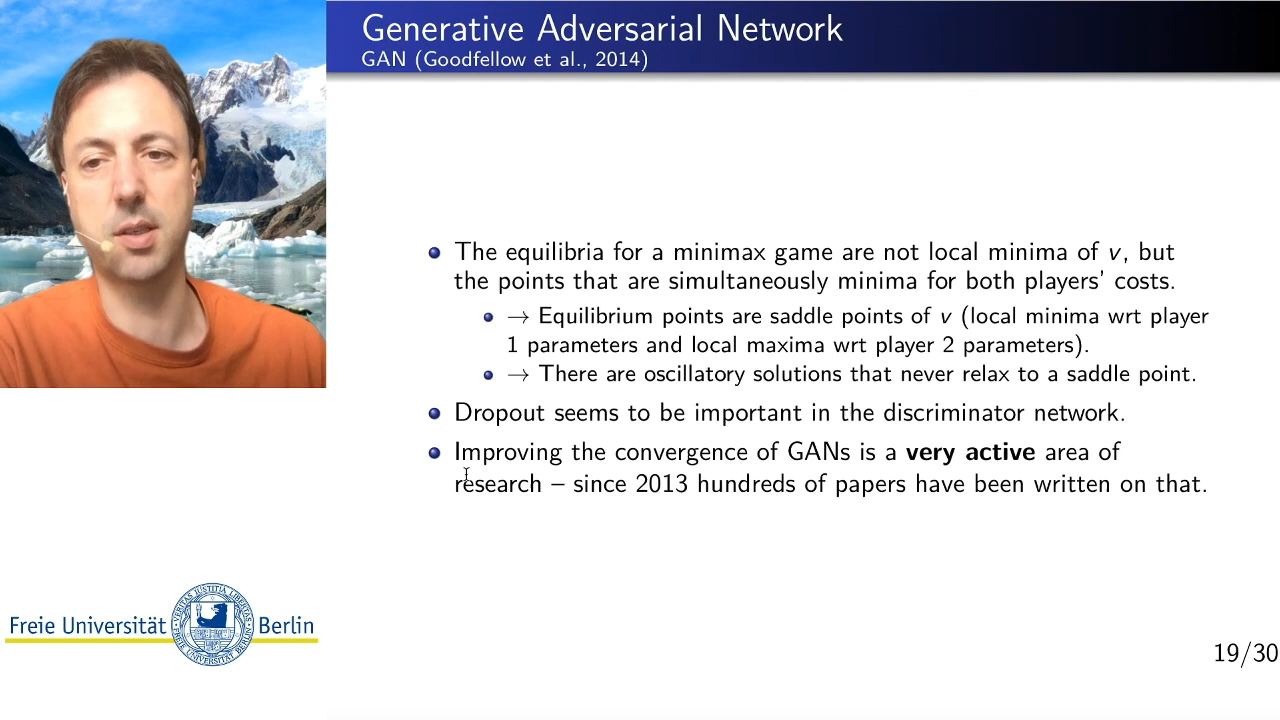 Generative Adversarial Network
GAN (Goodfellow et al., 2014)
The equilibria for a minimax game are not local minima of v, but
the points that are simultaneously minima for both players' costs.
→ Equilibrium points are saddle points of v (local minima wrt player
1 parameters and local maxima wrt player 2 parameters).
→ There are oscillatory solutions that never relax to a saddle point.
Dropout seems to be important in the discriminator network.
Improving the convergence of GANs is a very active area of
research – since 2013 hundreds of papers have been written on that.
Freie Universität Berlin
19/30